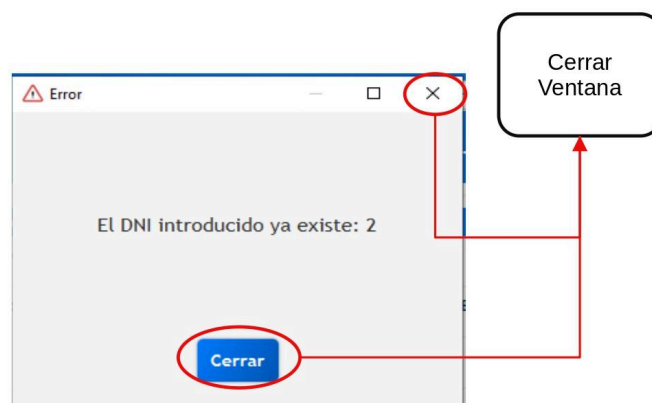 Cerrar
Ventana
Error
El DNI introducido ya existe: 2
Cerrar